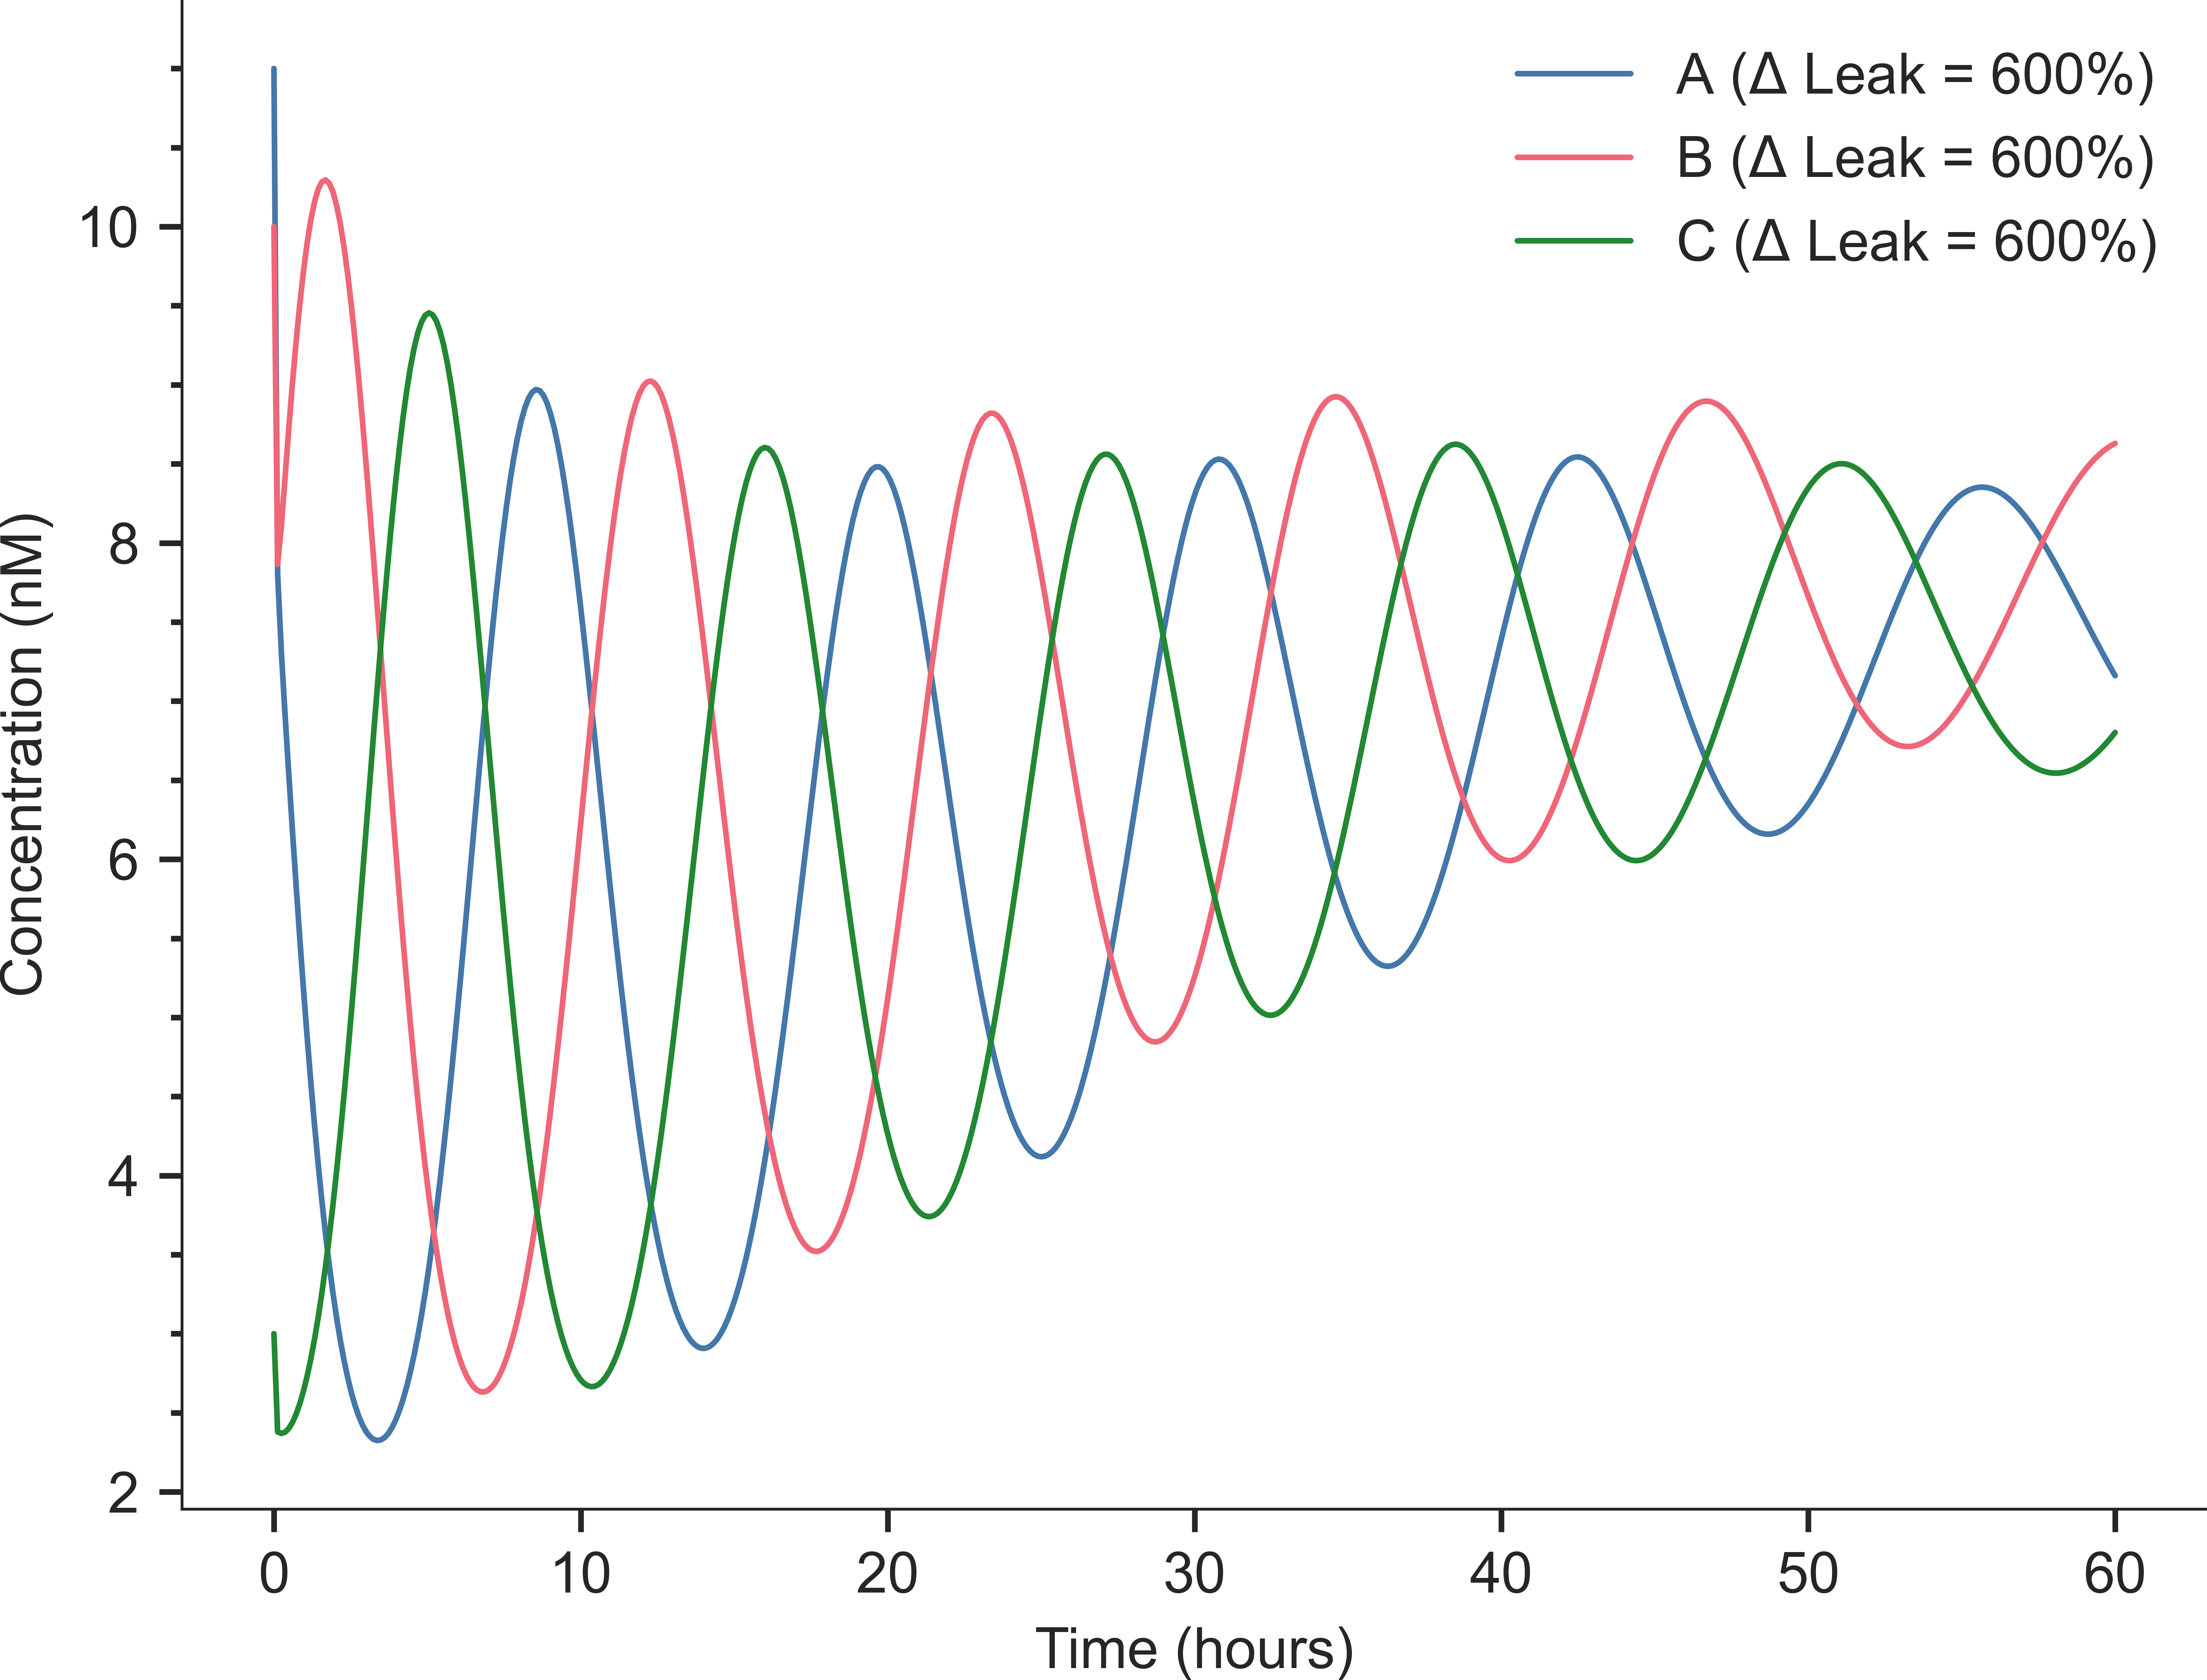 A (Δ Leak = 600%)
B (Δ Leak = 600%)
C (Δ Leak = 600%)
10
8
6
4
2
Concentration (nM)
0 10 20 30 40 50 60
Time (hours)